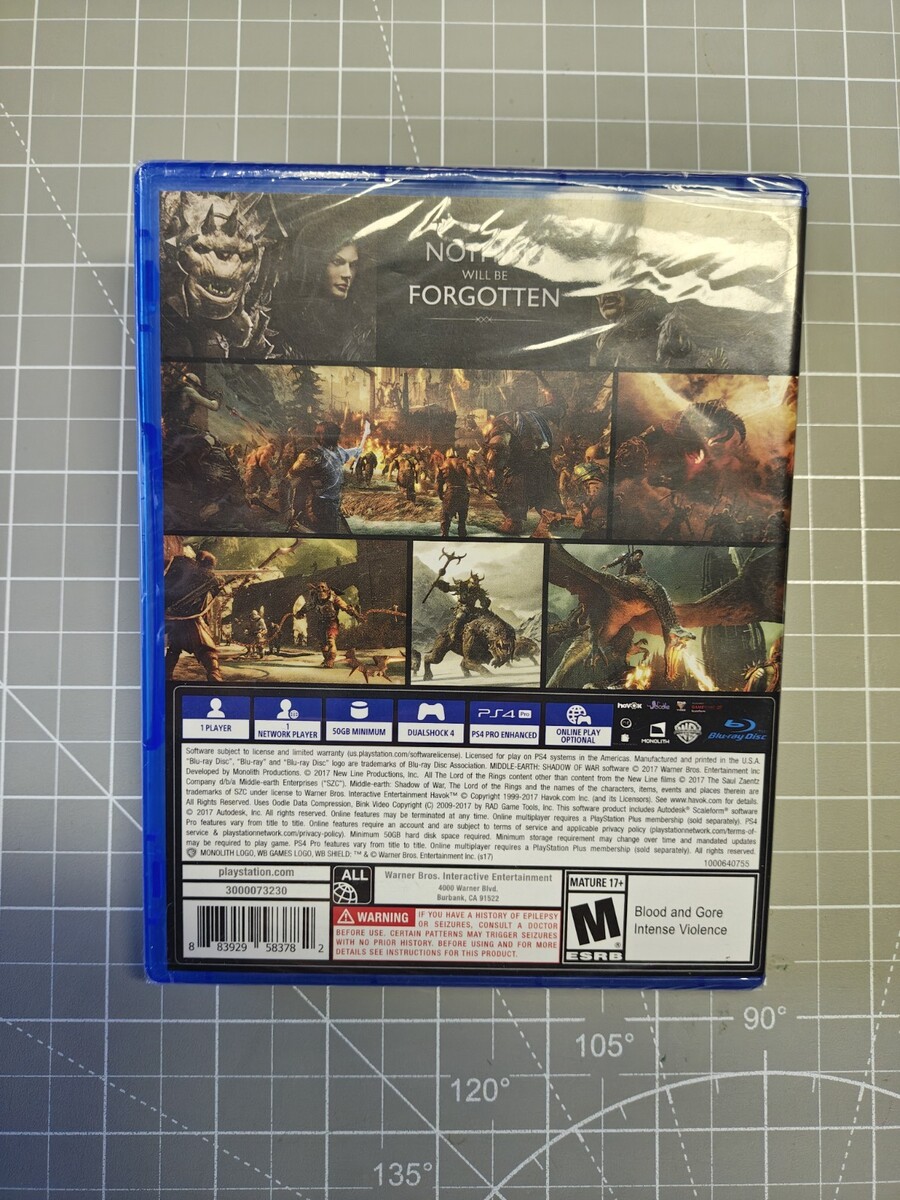 WILL BE
FORGOTTEN
1 PLAYER
1
NETWORK PLAYER
50GB MINIMUM
DUALSHOCK 4
PS4 Pro
PS4 PRO ENHANCED
ONLINE PLAY
OPTIONAL
havok
MONOLITH
Blu-ray Disc
Software subject to license and limited warranty (us.playstation.com/softwarelicense). Licensed for play on PS4 systems in the Americas. Manufactured and printed in the U.S.A.
"Blu-ray Disc", "Blu-ray" and "Blu-ray Disc" logo are trademarks of Blu-ray Disc Association. MIDDLE-EARTH: SHADOW OF WAR software © 2017 Warner Bros. Entertainment Inc
Developed by Monolith Productions. © 2017 New Line Productions, Inc. All The Lord of the Rings content other than content from the New Line films © 2017 The Saul Zaentz
Company d/b/a Middle-earth Enterprises ("SZC"). Middle-earth: Shadow of War, The Lord of the Rings and the names of the characters, items, events and places therein are
trademarks of SZC under license to Warner Bros. Interactive Entertainment Havok™ © Copyright 1999-2017 Havok.com Inc. (and its Licensors). See www.havok.com for details.
All Rights Reserved. Uses Oodle Data Compression, Bink Video Copyright (C) 2009-2017 by RAD Game Tools, Inc. This software product includes Autodesk® Scaleform® software
© 2017 Autodesk, Inc. All rights reserved. Online features may be terminated at any time. Online multiplayer requires a PlayStation Plus membership (sold separately). PS4
Pro features vary from title to title. Online features require an account and are subject to terms of service and applicable privacy policy (playstationnetwork.com/terms-of-
service & playstationnetwork.com/privacy-policy). Minimum 50GB hard disk space required. Minimum storage requirements may change over time and mandated updates
may be required to play game. PS4 Pro features may vary from title to title. Online multiplayer requires a PlayStation Plus membership (sold separately). All rights reserved.
MONOLITH LOGO, WB GAMES LOGO, WB SHIELD: ™ & © Warner Bros. Entertainment Inc. (s17)
1000640755
playstation.com
3000073230
8 83929 58378 2
ALL
Warner Bros. Interactive Entertainment
4000 Warner Blvd.
Burbank, CA 91522
WARNING IF YOU HAVE A HISTORY OF EPILEPSY
OR SEIZURES, CONSULT A DOCTOR
BEFORE USE. CERTAIN PATTERNS MAY TRIGGER SEIZURES
WITH NO PRIOR HISTORY. BEFORE USING AND FOR MORE
DETAILS SEE INSTRUCTIONS FOR THIS PRODUCT.
MATURE 17+
M
ESRB
Blood and Gore
Intense Violence
90°
105°
120°
135°